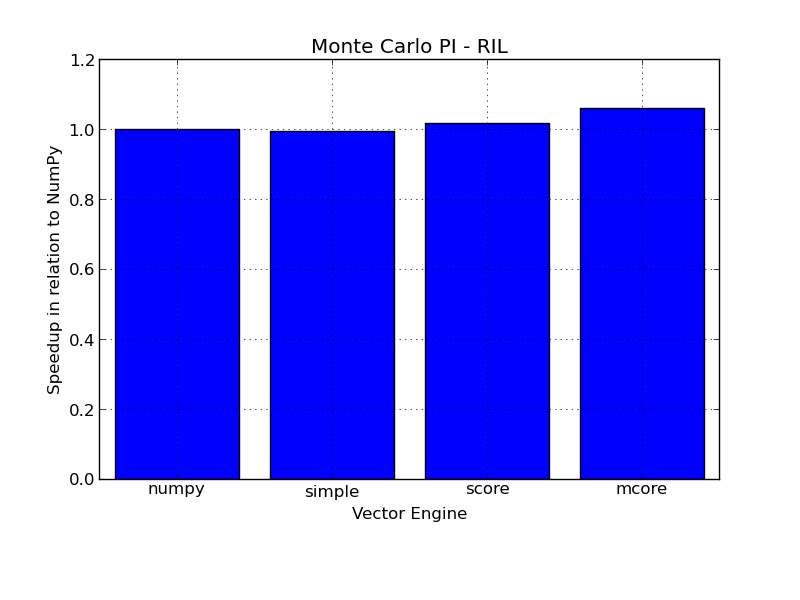 Monte Carlo PI - RIL
1.2
1.0
0.8
0.6
0.4
0.2
0.0
Speedup in relation to NumPy
numpy simple score mcore
Vector Engine